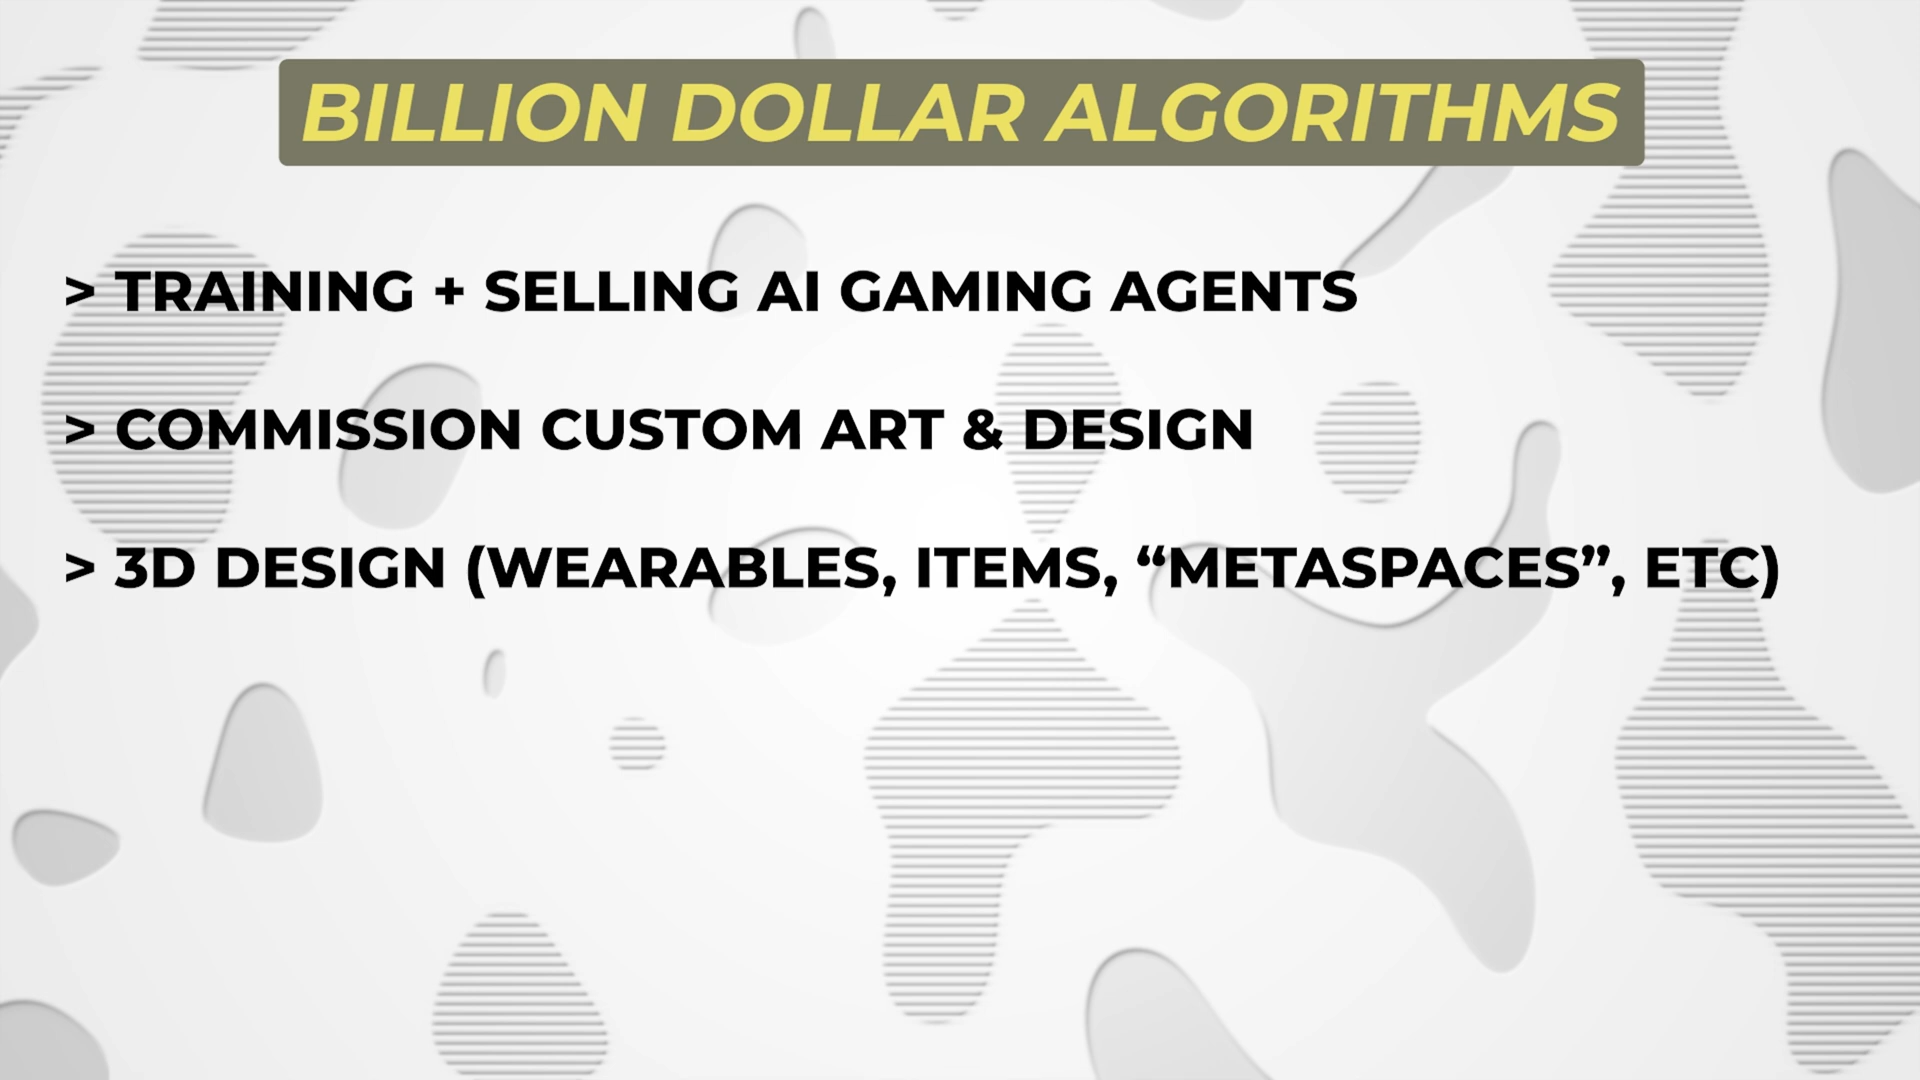 BILLION DOLLAR ALGORITHMS
> TRAINING + SELLING AI GAMING AGENTS
> COMMISSION CUSTOM ART & DESIGN
> 3D DESIGN (WEARABLES, ITEMS, “METASPACES”, ETC)